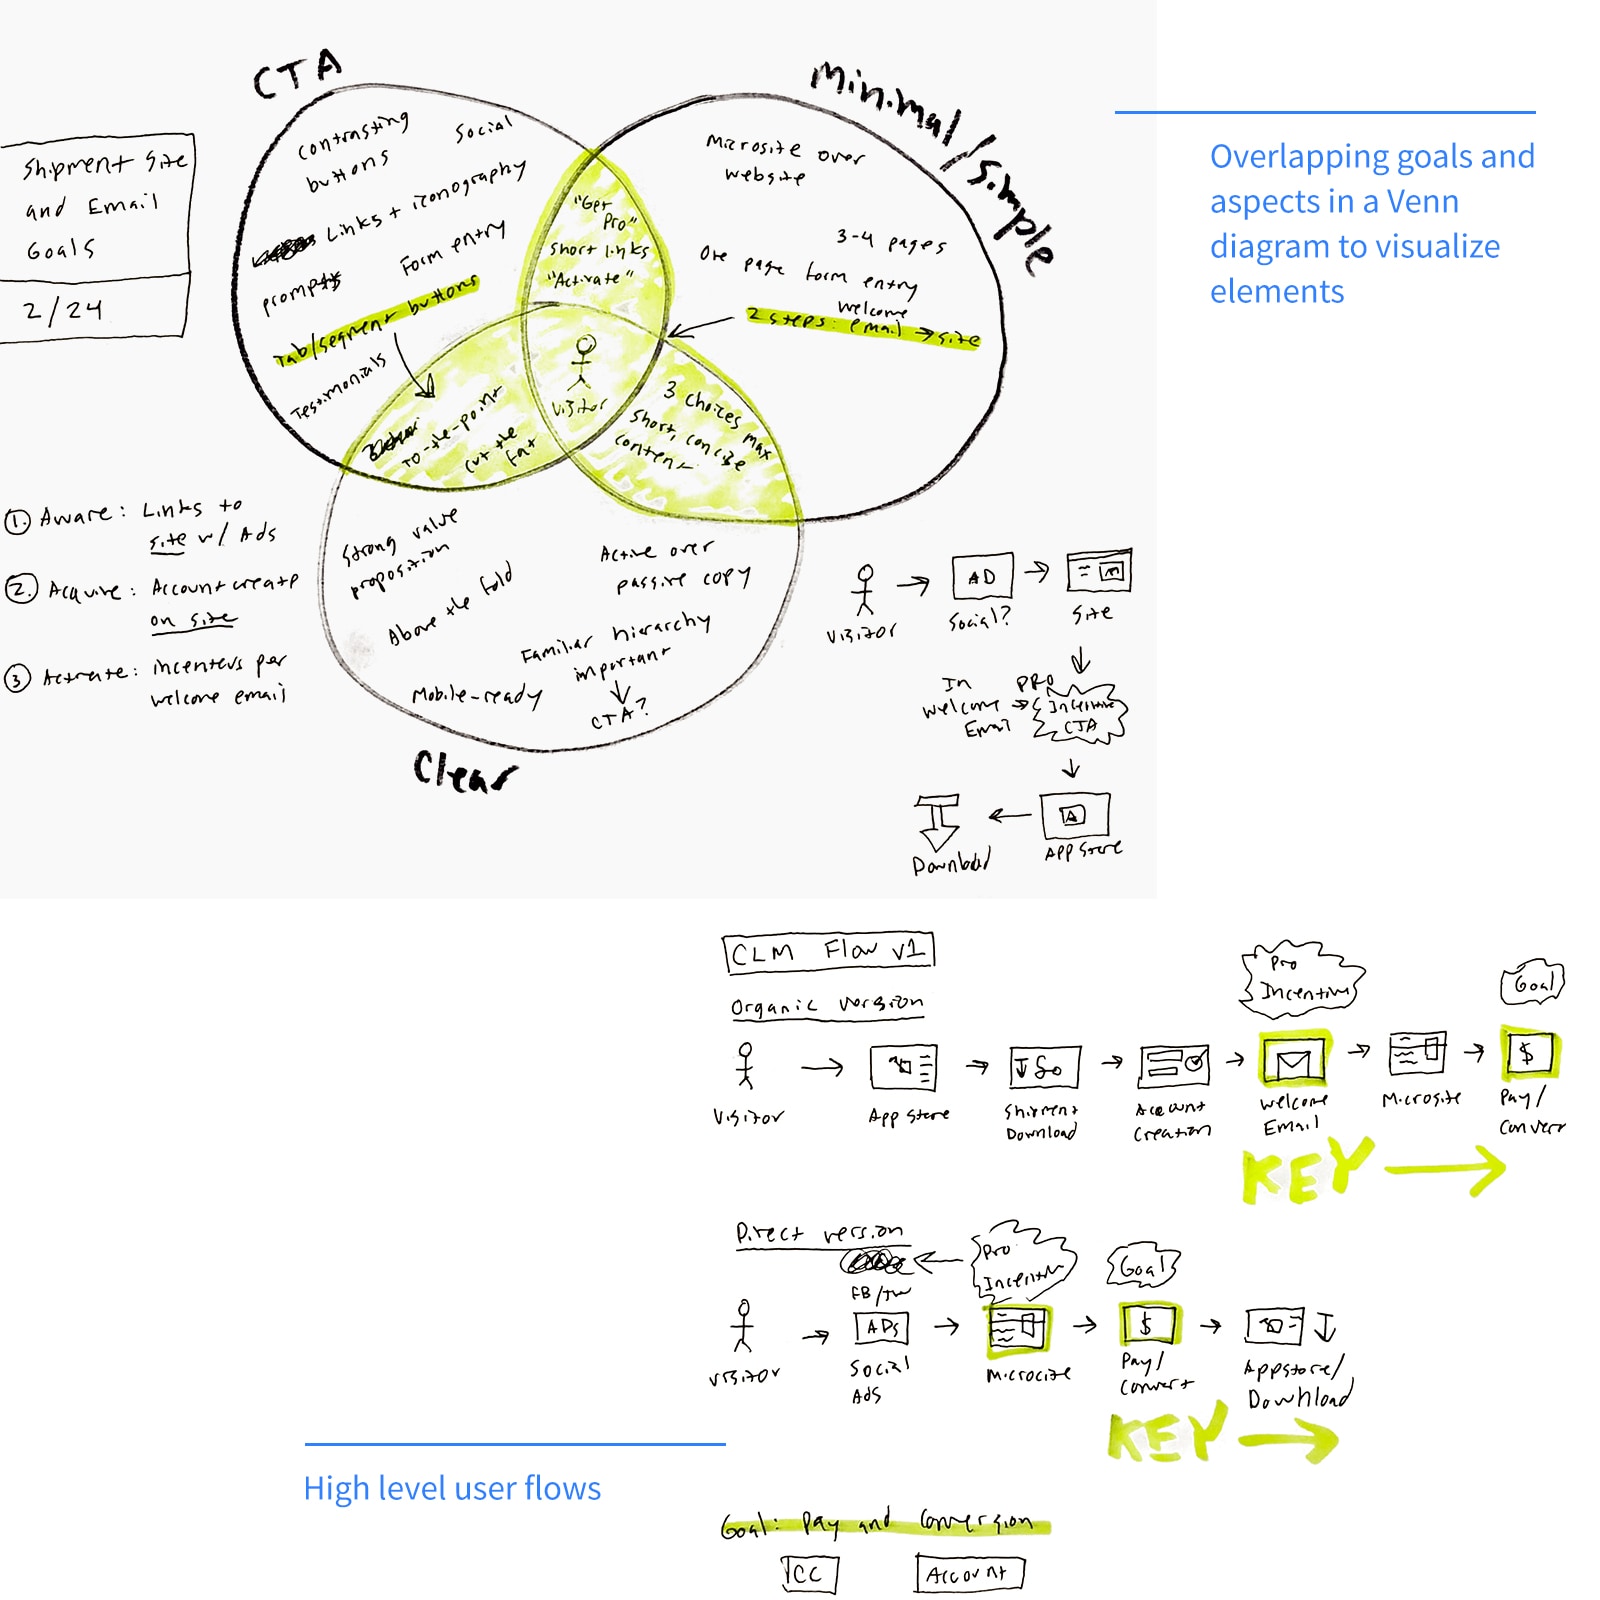 CTA
Minimal/simple
Shipment Site
and Email
Goals
2/24
contrasting
buttons
Social
Links + iconography
prompts
Form entry
Tab/segment buttons
Testimonials
"Get
Pro"
short links
"Activate"
Microsite over
website
3-4 pages
One page form entry
welcome
2 steps: email → site
Visitor
TO-the-point
cut the
fat
3 choices max
short, concise
content
Strong value
proposition
Above the fold
Active over
passive copy
Familiar hierarchy
important
CTA?
Mobile-ready
Clear
1. Aware: Links to
site w/ Ads
2. Acquire: Account create
on site
3 Activate: incenters per
welcome email
Visitor
AD
Social?
Site
In
Welcome
Email
PRO
Incentive
CTA
A
App Store
Download
Overlapping goals and
aspects in a Venn
diagram to visualize
elements
CLM Flow v1
Organic version
Pro
Incentive
Goal
$
Visitor
App Store
Shipment
Download
Account
Creation
Welcome
Email
Microsite
Pay/
Convert
KEY
Direct version
FB/TW
Pro
Incentive
Goal
ADs
$
Visitor
Social
Ads
Microcite
Pay/
Convert
Appstore/
Download
KEY
High level user flows
Goal: Pay and Conversion
CC
Account